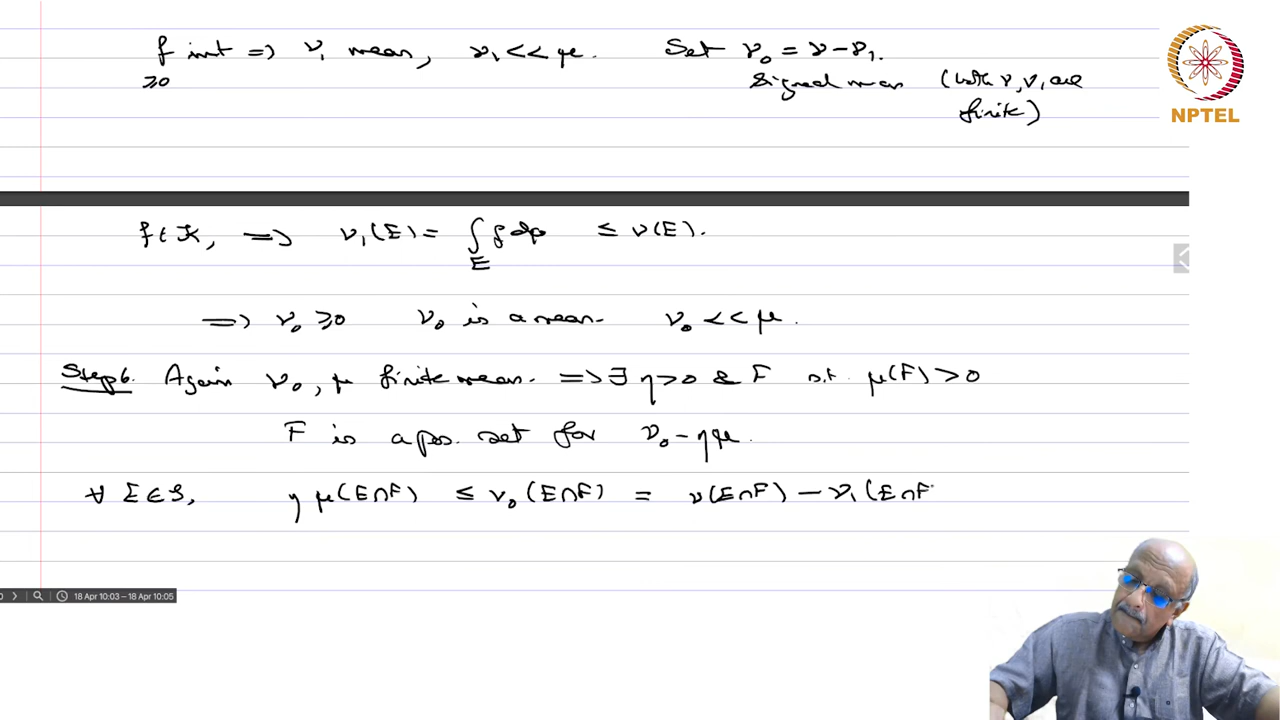 f int ⇒ ν₁ meas, ν₁ << μ. Set ν₀ = ν − ν₁.
≥0 Signed meas (both ν, ν₁ are
finite)
NPTEL
f ∈ K, ⟹ ν₁(E) = ∫_E f dμ ≤ ν(E).
⟹ ν₀ ≥ 0 ν₀ is a meas. ν₀ << μ.
Step 6. Again ν₀, μ finite meas. ⟹ ∃ η > 0 & F s.t. μ(F) > 0
F is a pos. set for ν₀ − ημ.
∀ E ∈ S, η μ(E∩F) ≤ ν₀(E∩F) = ν(E∩F) − ν₁(E∩F
18 Apr 10:03 – 18 Apr 10:05